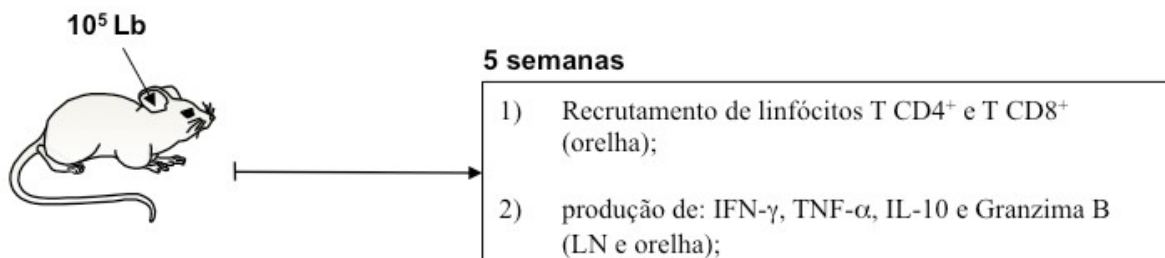 10⁵ Lb
5 semanas
1) Recrutamento de linfócitos T CD4⁺ e T CD8⁺
(orelha);
2) produção de: IFN-γ, TNF-α, IL-10 e Granzima B
(LN e orelha);